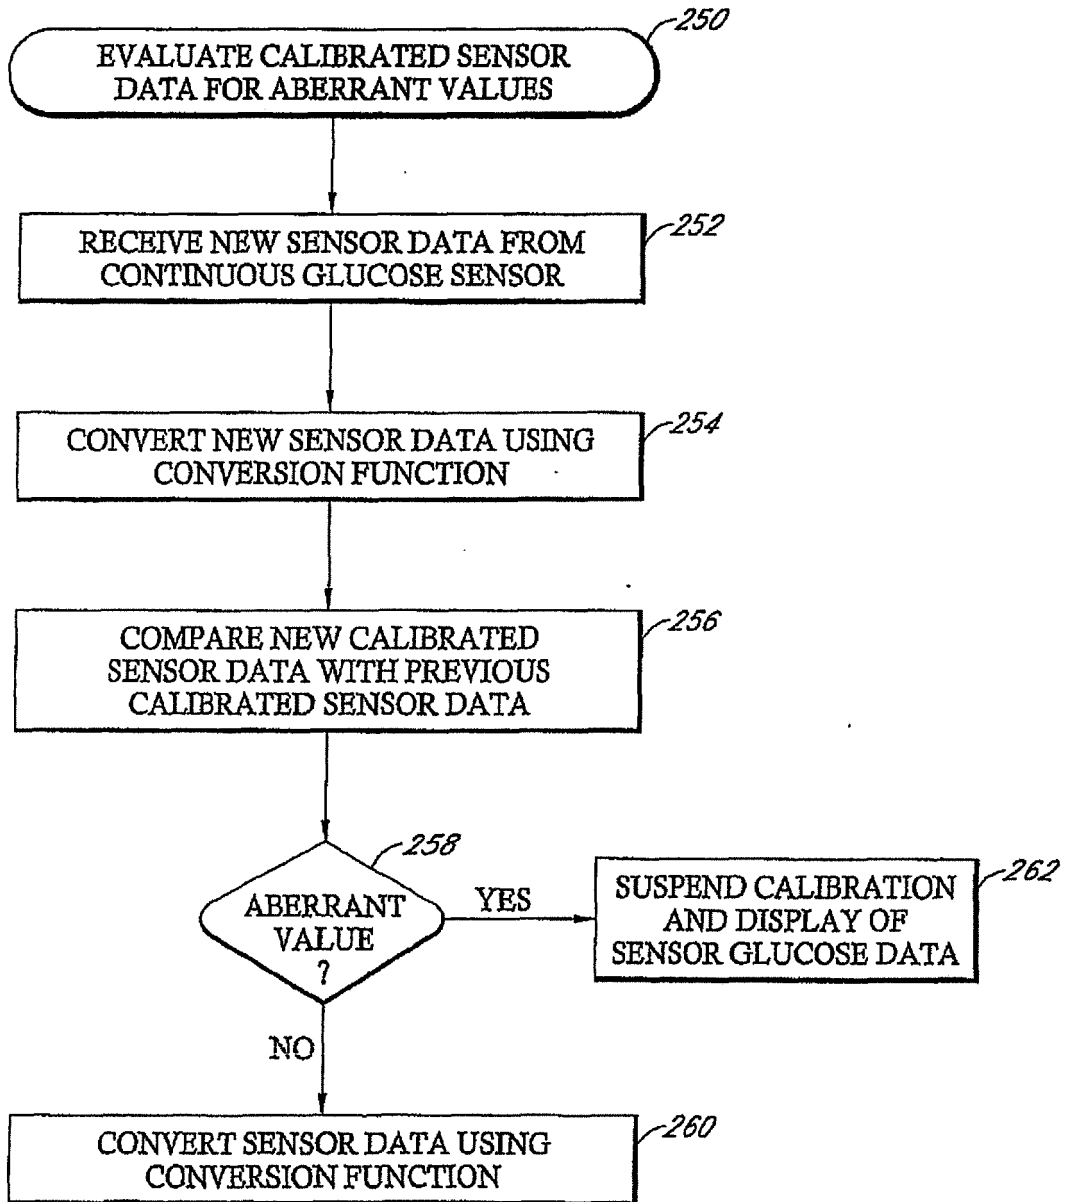 250
EVALUATE CALIBRATED SENSOR
DATA FOR ABERRANT VALUES
252
RECEIVE NEW SENSOR DATA FROM
CONTINUOUS GLUCOSE SENSOR
254
CONVERT NEW SENSOR DATA USING
CONVERSION FUNCTION
256
COMPARE NEW CALIBRATED
SENSOR DATA WITH PREVIOUS
CALIBRATED SENSOR DATA
258
ABERRANT
VALUE
?
YES
262
SUSPEND CALIBRATION
AND DISPLAY OF
SENSOR GLUCOSE DATA
NO
260
CONVERT SENSOR DATA USING
CONVERSION FUNCTION